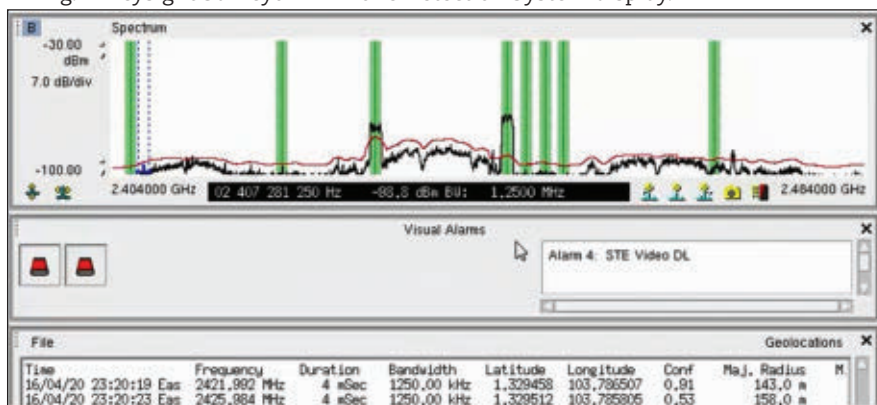 B Spectrum
-30.00
dBm
7.0 dB/div
-100.00
2.404000 GHz 02 407 281 250 Hz -98,8 dBm BW: 1,2500 MHz 2.484000 GHz
Visual Alarms
Alarm 4: STE Video DL
File Geolocations
Time Frequency Duration Bandwidth Latitude Longitude Conf Maj. Radius M.
16/04/20 23:20:19 Eas 2421,992 MHz 4 mSec 1250,00 kHz 1,329458 103,786507 0,91 143,0 m
16/04/20 23:20:23 Eas 2425,984 MHz 4 mSec 1250,00 kHz 1,329512 103,785805 0,53 158,0 m